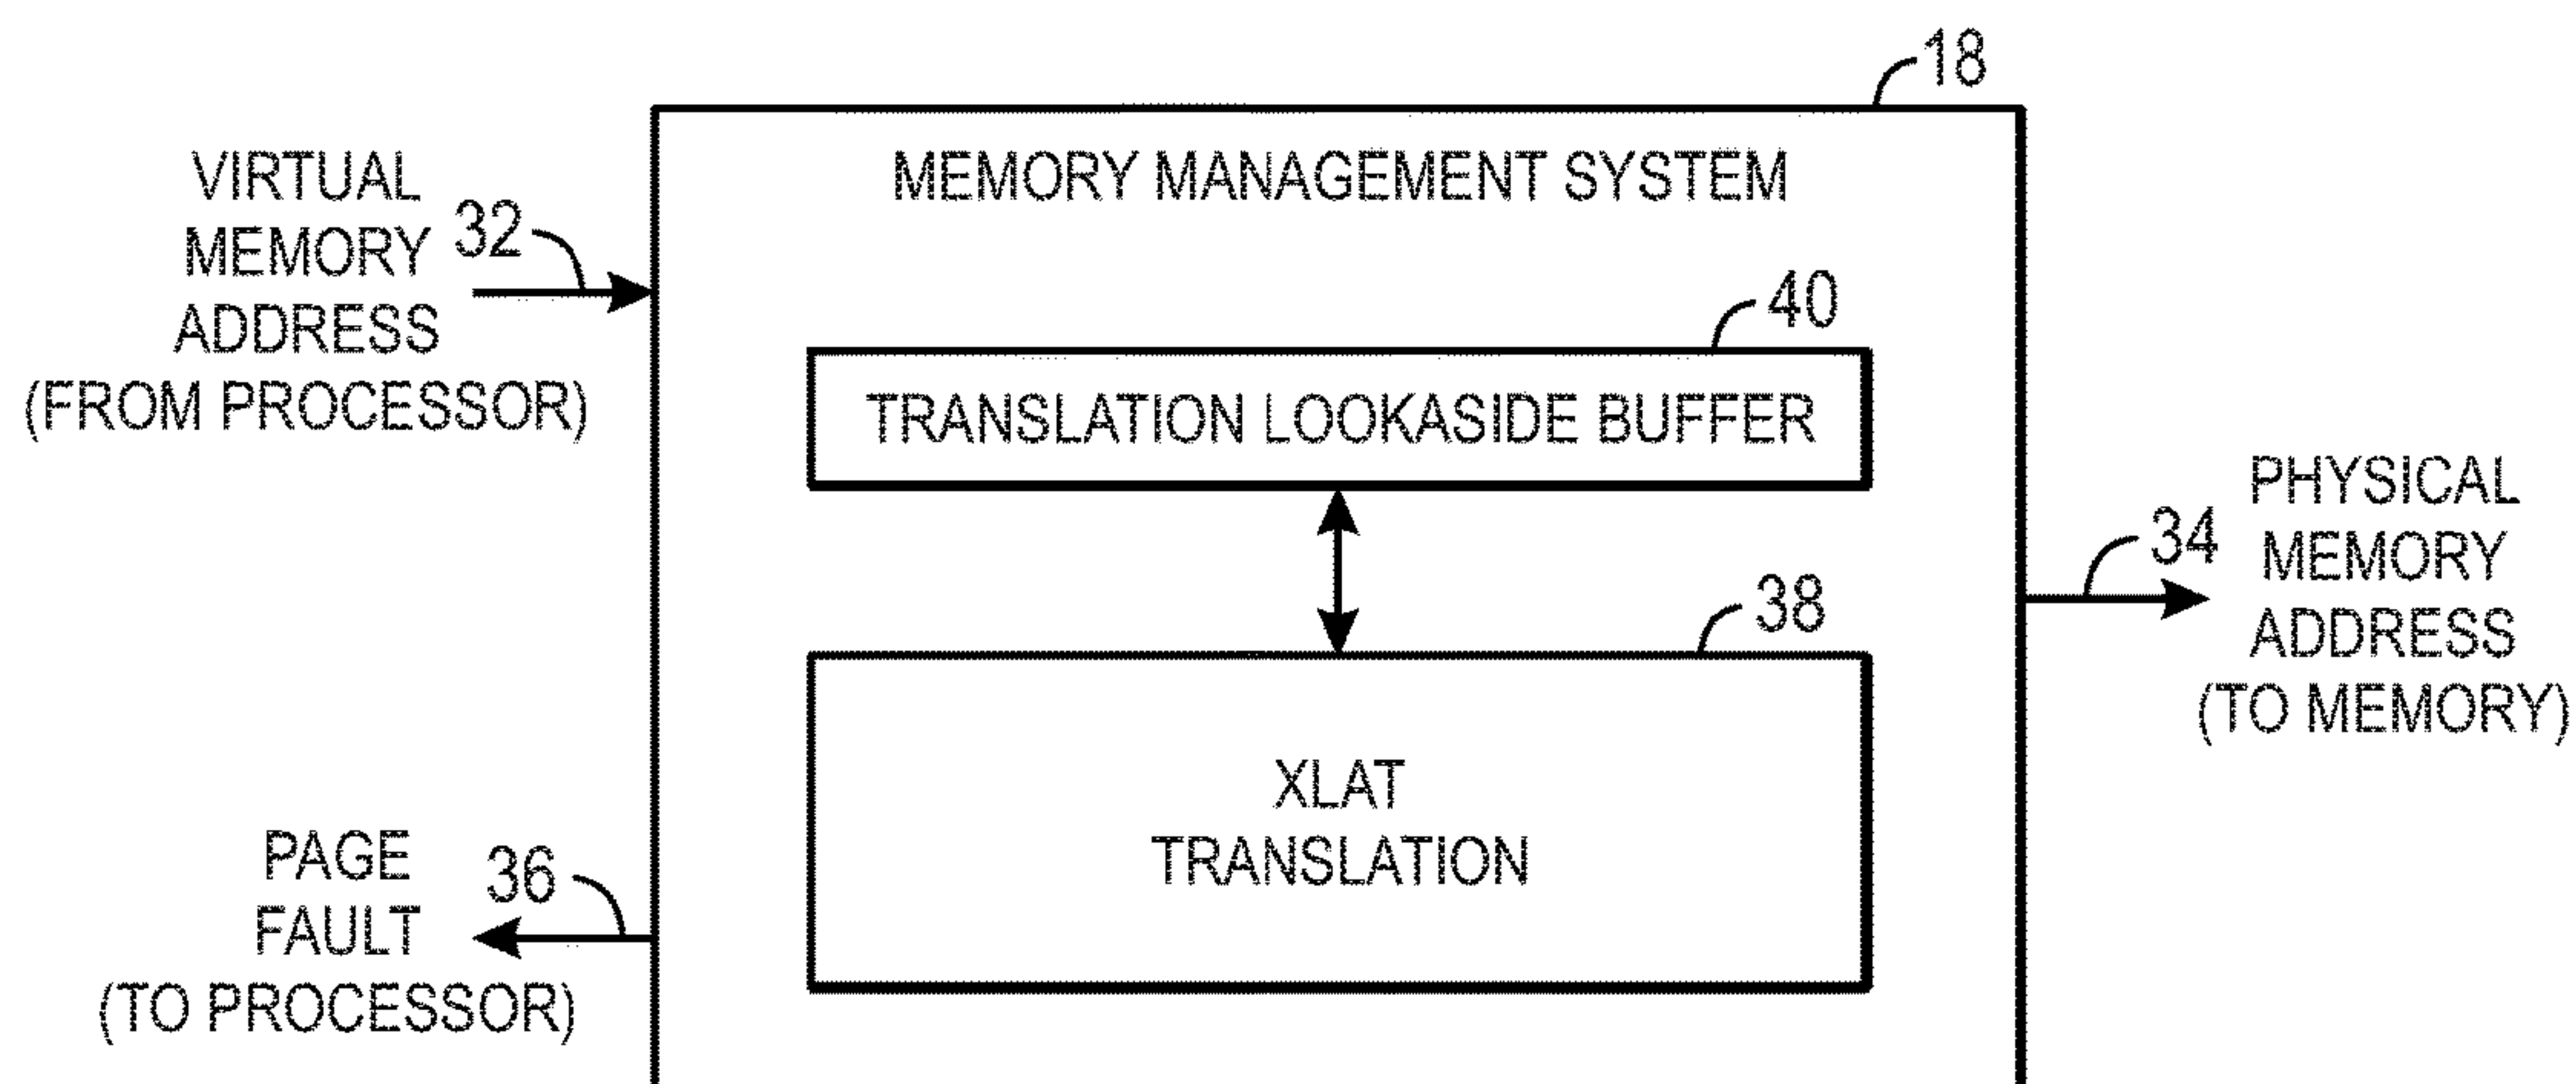 18
MEMORY MANAGEMENT SYSTEM
VIRTUAL
MEMORY
ADDRESS
(FROM PROCESSOR)
32
40
TRANSLATION LOOKASIDE BUFFER
PHYSICAL
MEMORY
ADDRESS
(TO MEMORY)
34
38
XLAT
TRANSLATION
PAGE
FAULT
(TO PROCESSOR)
36